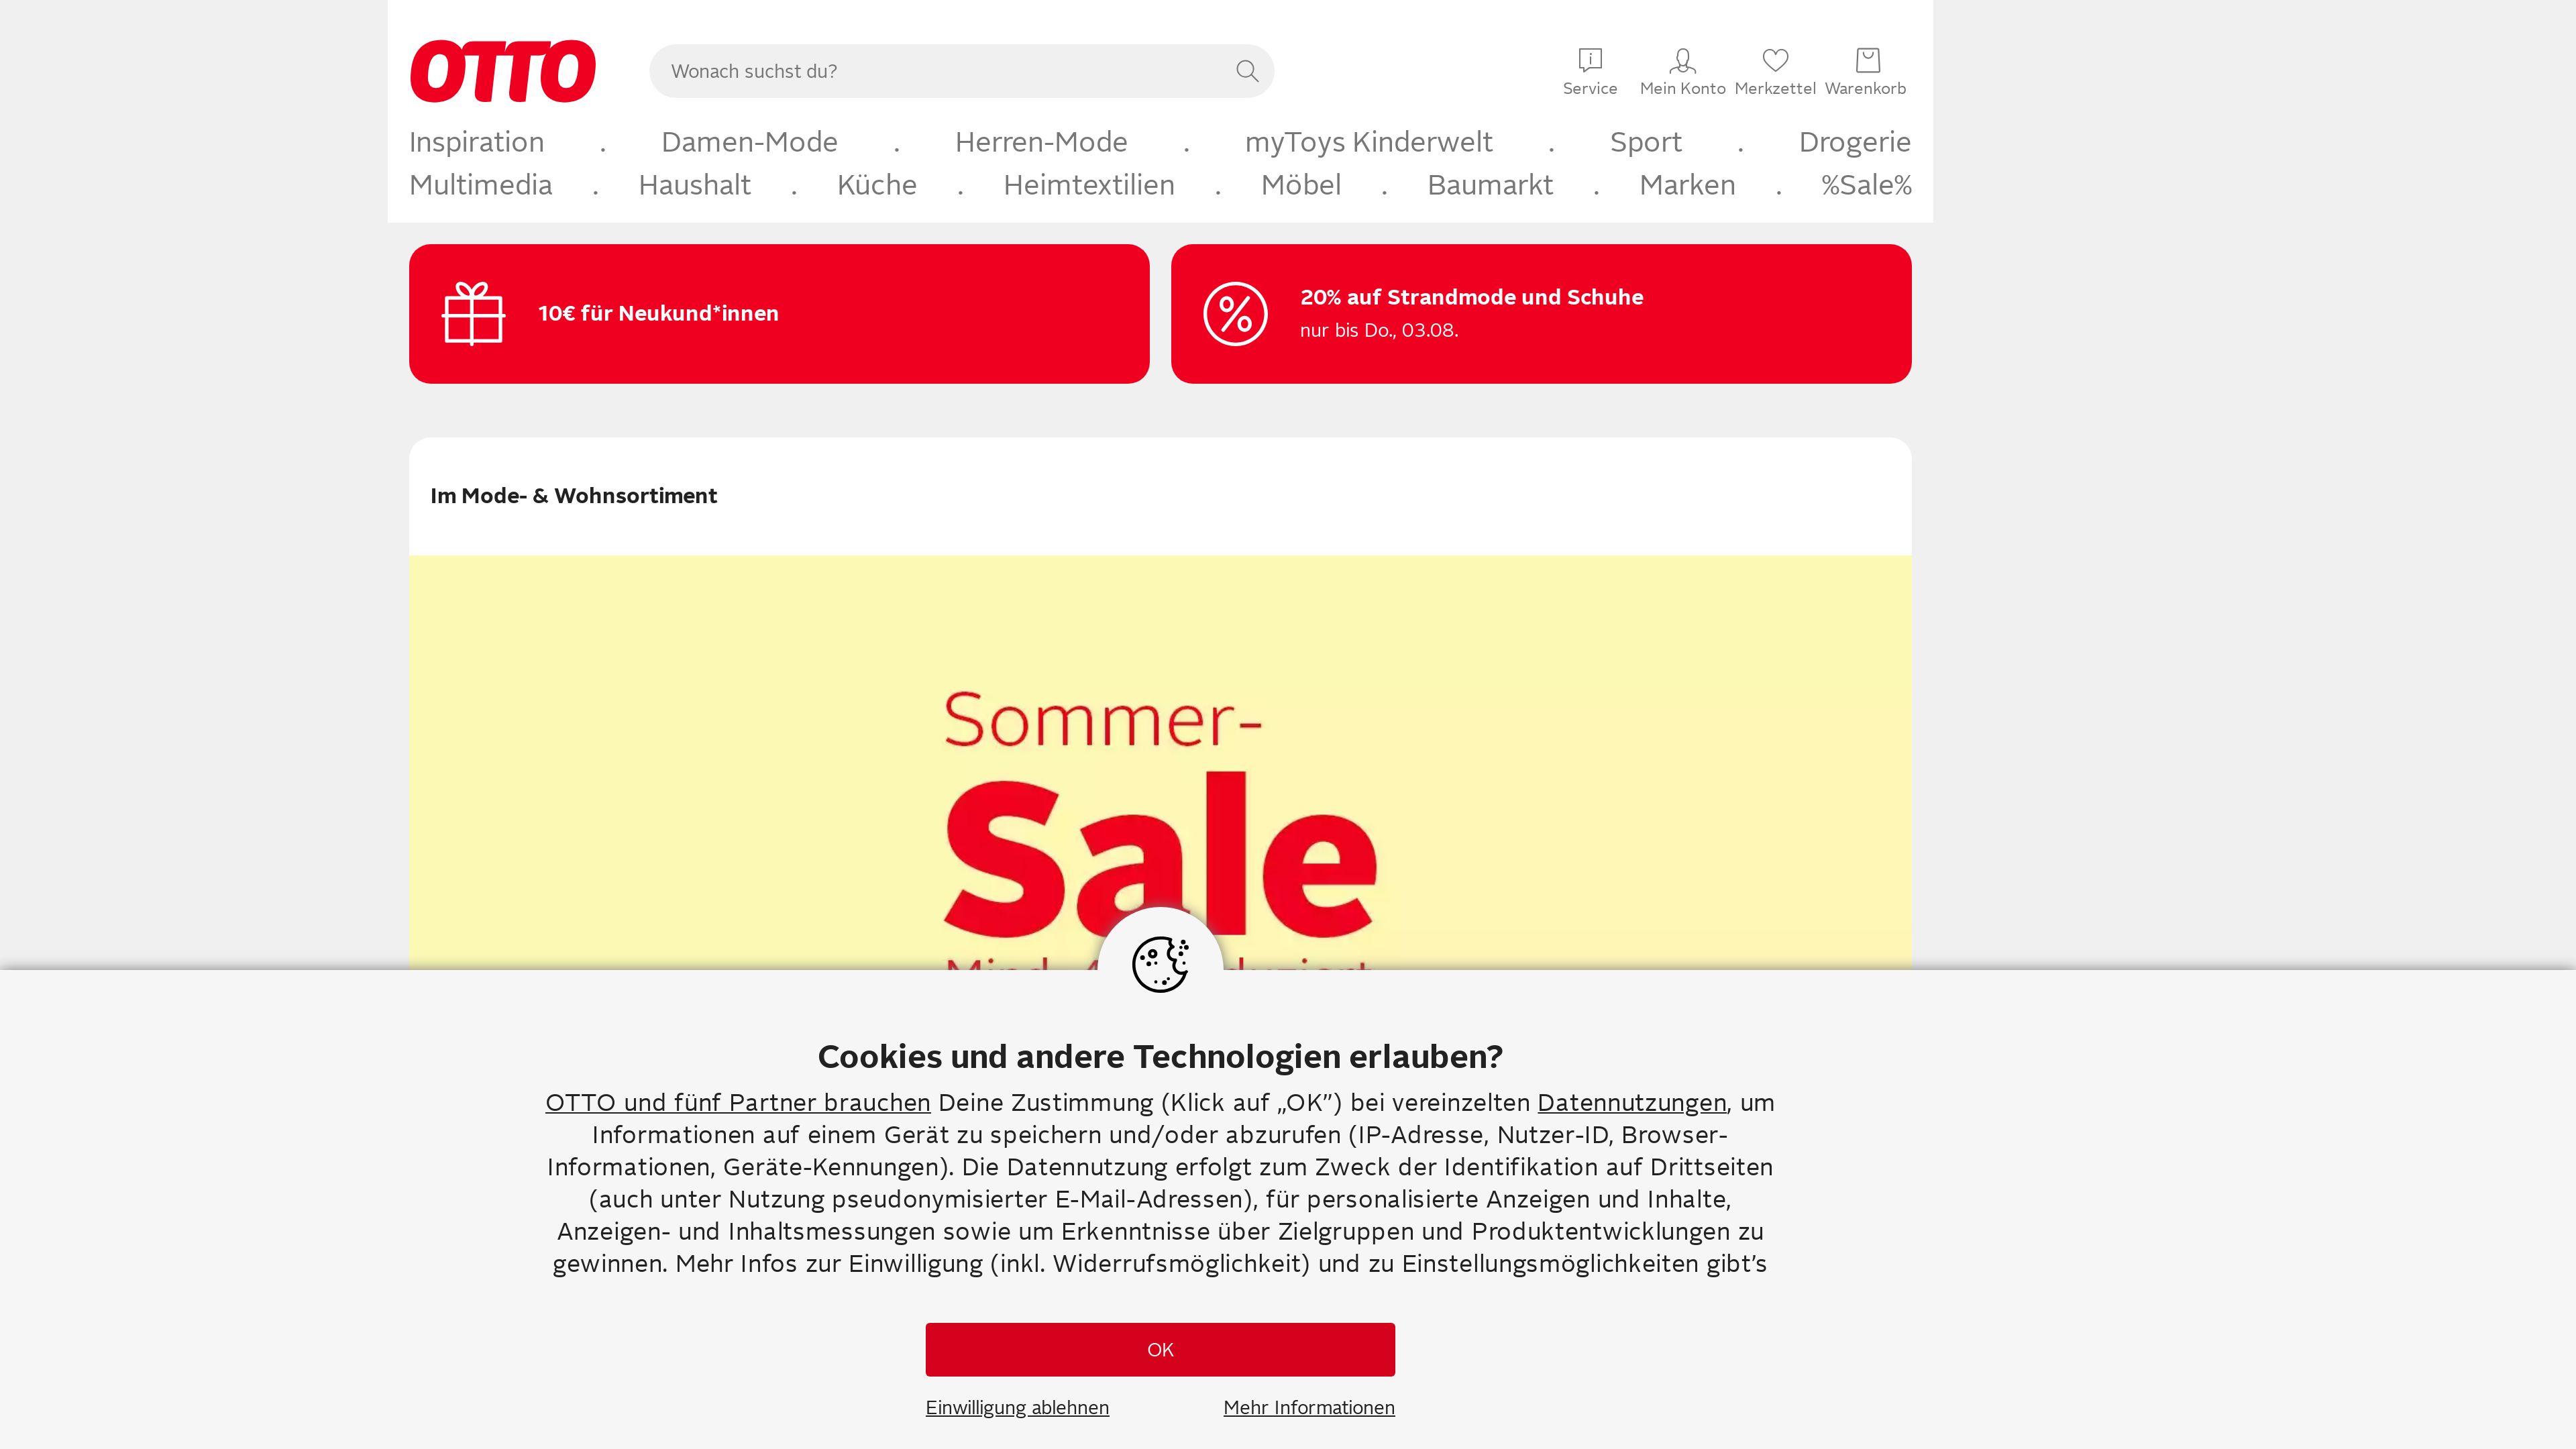 OTTO
Wonach suchst du?
Service
Mein Konto
Merkzettel
Warenkorb
Inspiration . Damen-Mode . Herren-Mode . myToys Kinderwelt . Sport . Drogerie
Multimedia . Haushalt . Küche . Heimtextilien . Möbel . Baumarkt . Marken . %Sale%
10€ für Neukund*innen
20% auf Strandmode und Schuhe
nur bis Do., 03.08.
Im Mode- & Wohnsortiment
Sommer-
Sale
Cookies und andere Technologien erlauben?
OTTO und fünf Partner brauchen Deine Zustimmung (Klick auf „OK”) bei vereinzelten Datennutzungen, um
Informationen auf einem Gerät zu speichern und/oder abzurufen (IP-Adresse, Nutzer-ID, Browser-
Informationen, Geräte-Kennungen). Die Datennutzung erfolgt zum Zweck der Identifikation auf Drittseiten
(auch unter Nutzung pseudonymisierter E-Mail-Adressen), für personalisierte Anzeigen und Inhalte,
Anzeigen- und Inhaltsmessungen sowie um Erkenntnisse über Zielgruppen und Produktentwicklungen zu
gewinnen. Mehr Infos zur Einwilligung (inkl. Widerrufsmöglichkeit) und zu Einstellungsmöglichkeiten gibt’s
OK
Einwilligung ablehnen
Mehr Informationen